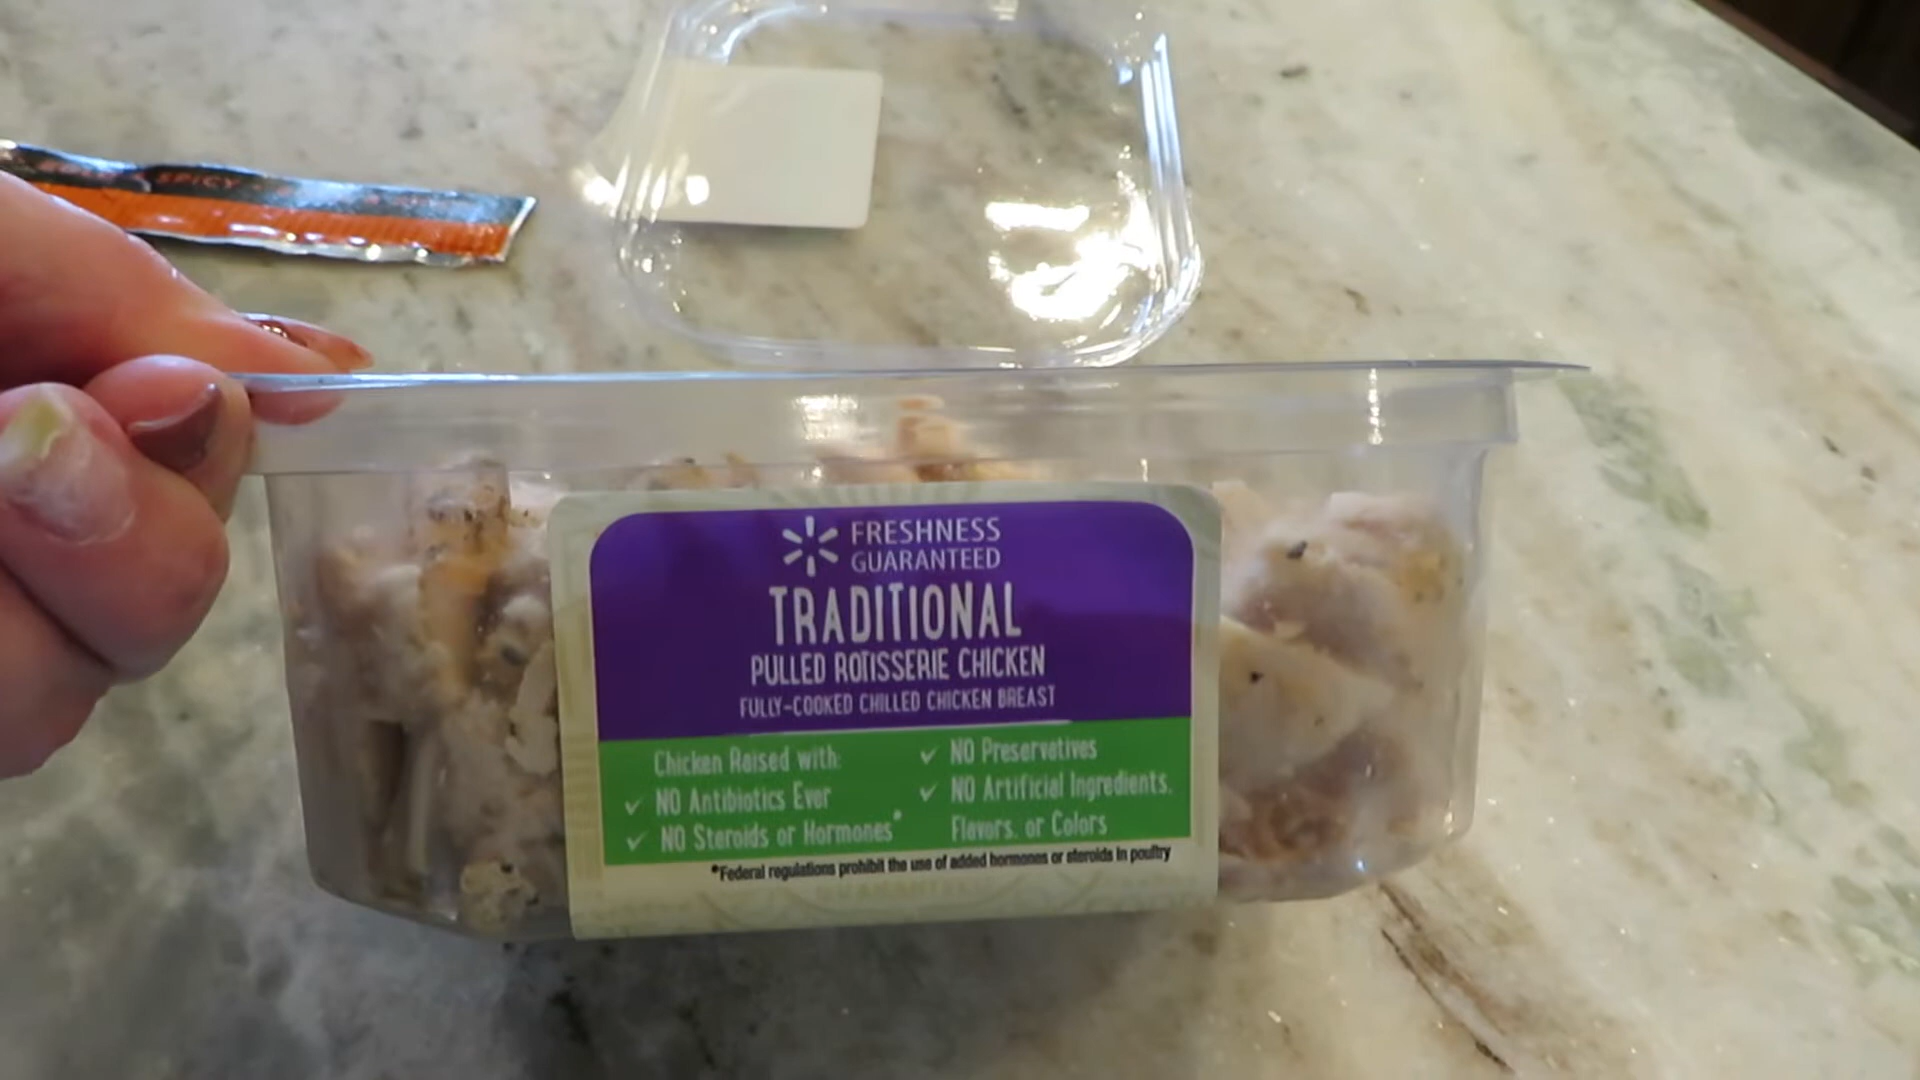 SPICY
FRESHNESS
GUARANTEED
TRADITIONAL
PULLED ROTISSERIE CHICKEN
FULLY-COOKED CHILLED CHICKEN BREAST
Chicken Raised with:
✓ NO Antibiotics Ever
✓ NO Steroids or Hormones*
✓ NO Preservatives
✓ NO Artificial Ingredients,
Flavors, or Colors
*Federal regulations prohibit the use of added hormones or steroids in poultry